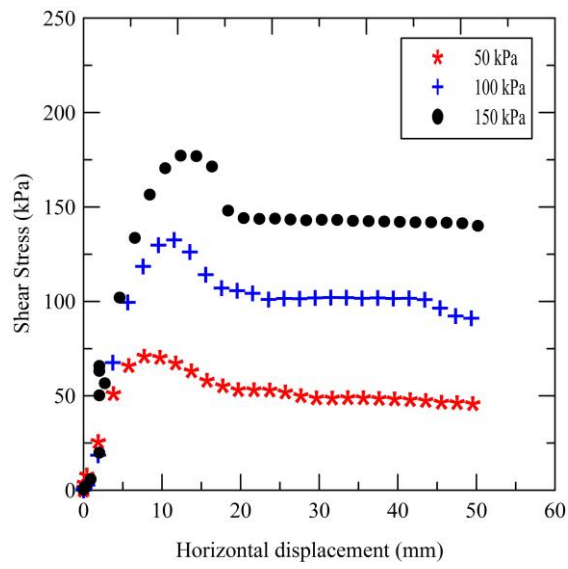 250
200
150
100
50
0
Shear Stress (kPa)
50 kPa
100 kPa
150 kPa
0 10 20 30 40 50 60
Horizontal displacement (mm)